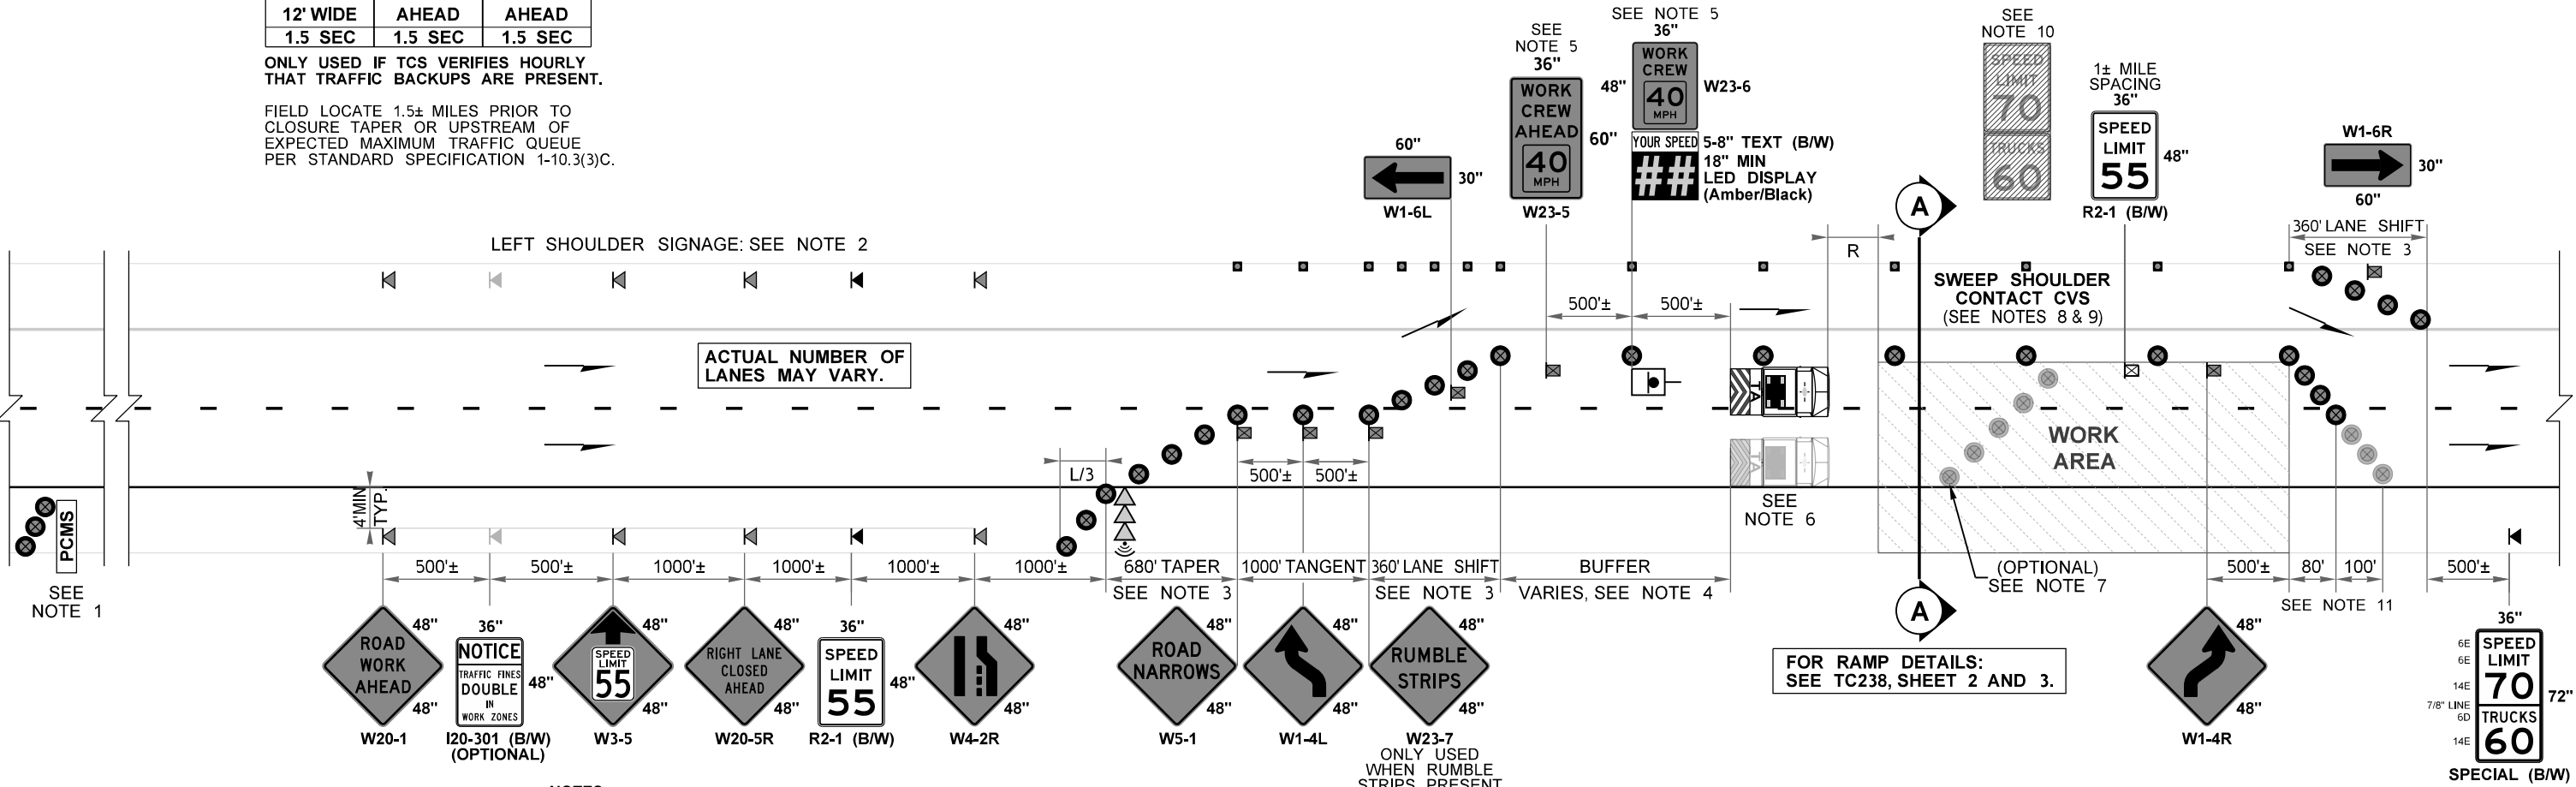 12' WIDE AHEAD AHEAD
1.5 SEC 1.5 SEC 1.5 SEC
ONLY USED IF TCS VERIFIES HOURLY
THAT TRAFFIC BACKUPS ARE PRESENT.
FIELD LOCATE 1.5± MILES PRIOR TO
CLOSURE TAPER OR UPSTREAM OF
EXPECTED MAXIMUM TRAFFIC QUEUE
PER STANDARD SPECIFICATION 1-10.3(3)C.
60"
30"
W1-6L
SEE
NOTE 5
36"
WORK
CREW
AHEAD
40
MPH
60"
W23-5
SEE NOTE 5
36"
WORK
CREW
40
MPH
48"
W23-6
YOUR SPEED
##
5-8" TEXT (B/W)
18" MIN
LED DISPLAY
(Amber/Black)
SEE
NOTE 10
SPEED
LIMIT
70
TRUCKS
60
1± MILE
SPACING
36"
SPEED
LIMIT
55
48"
R2-1 (B/W)
W1-6R
30"
60"
360' LANE SHIFT
SEE NOTE 3
LEFT SHOULDER SIGNAGE: SEE NOTE 2
A
R
SWEEP SHOULDER
CONTACT CVS
(SEE NOTES 8 & 9)
500'±
500'±
ACTUAL NUMBER OF
LANES MAY VARY.
TA
WORK
AREA
L/3
500'±
500'±
4' MIN
TYP.
PCMS
SEE
NOTE 1
SEE
NOTE 6
(OPTIONAL)
SEE NOTE 7
500'±
500'±
1000'±
1000'±
1000'±
1000'±
680' TAPER
SEE NOTE 3
1000' TANGENT
360' LANE SHIFT
SEE NOTE 3
BUFFER
VARIES, SEE NOTE 4
500'±
80'
100'
SEE NOTE 11
500'±
A
FOR RAMP DETAILS:
SEE TC238, SHEET 2 AND 3.
ROAD
WORK
AHEAD
48"
48"
W20-1
36"
NOTICE
TRAFFIC FINES
DOUBLE
IN
WORK ZONES
48"
I20-301 (B/W)
(OPTIONAL)
SPEED
LIMIT
55
48"
48"
W3-5
RIGHT LANE
CLOSED
AHEAD
48"
48"
W20-5R
36"
SPEED
LIMIT
55
48"
R2-1 (B/W)
48"
48"
W4-2R
ROAD
NARROWS
48"
48"
W5-1
48"
48"
W1-4L
RUMBLE
STRIPS
48"
48"
W23-7
ONLY USED
WHEN RUMBLE
STRIPS PRESENT
48"
48"
W1-4R
36"
SPEED
LIMIT
70
TRUCKS
60
6E
6E
14E
7/8" LINE
6D
14E
72"
SPECIAL (B/W)
NOTES